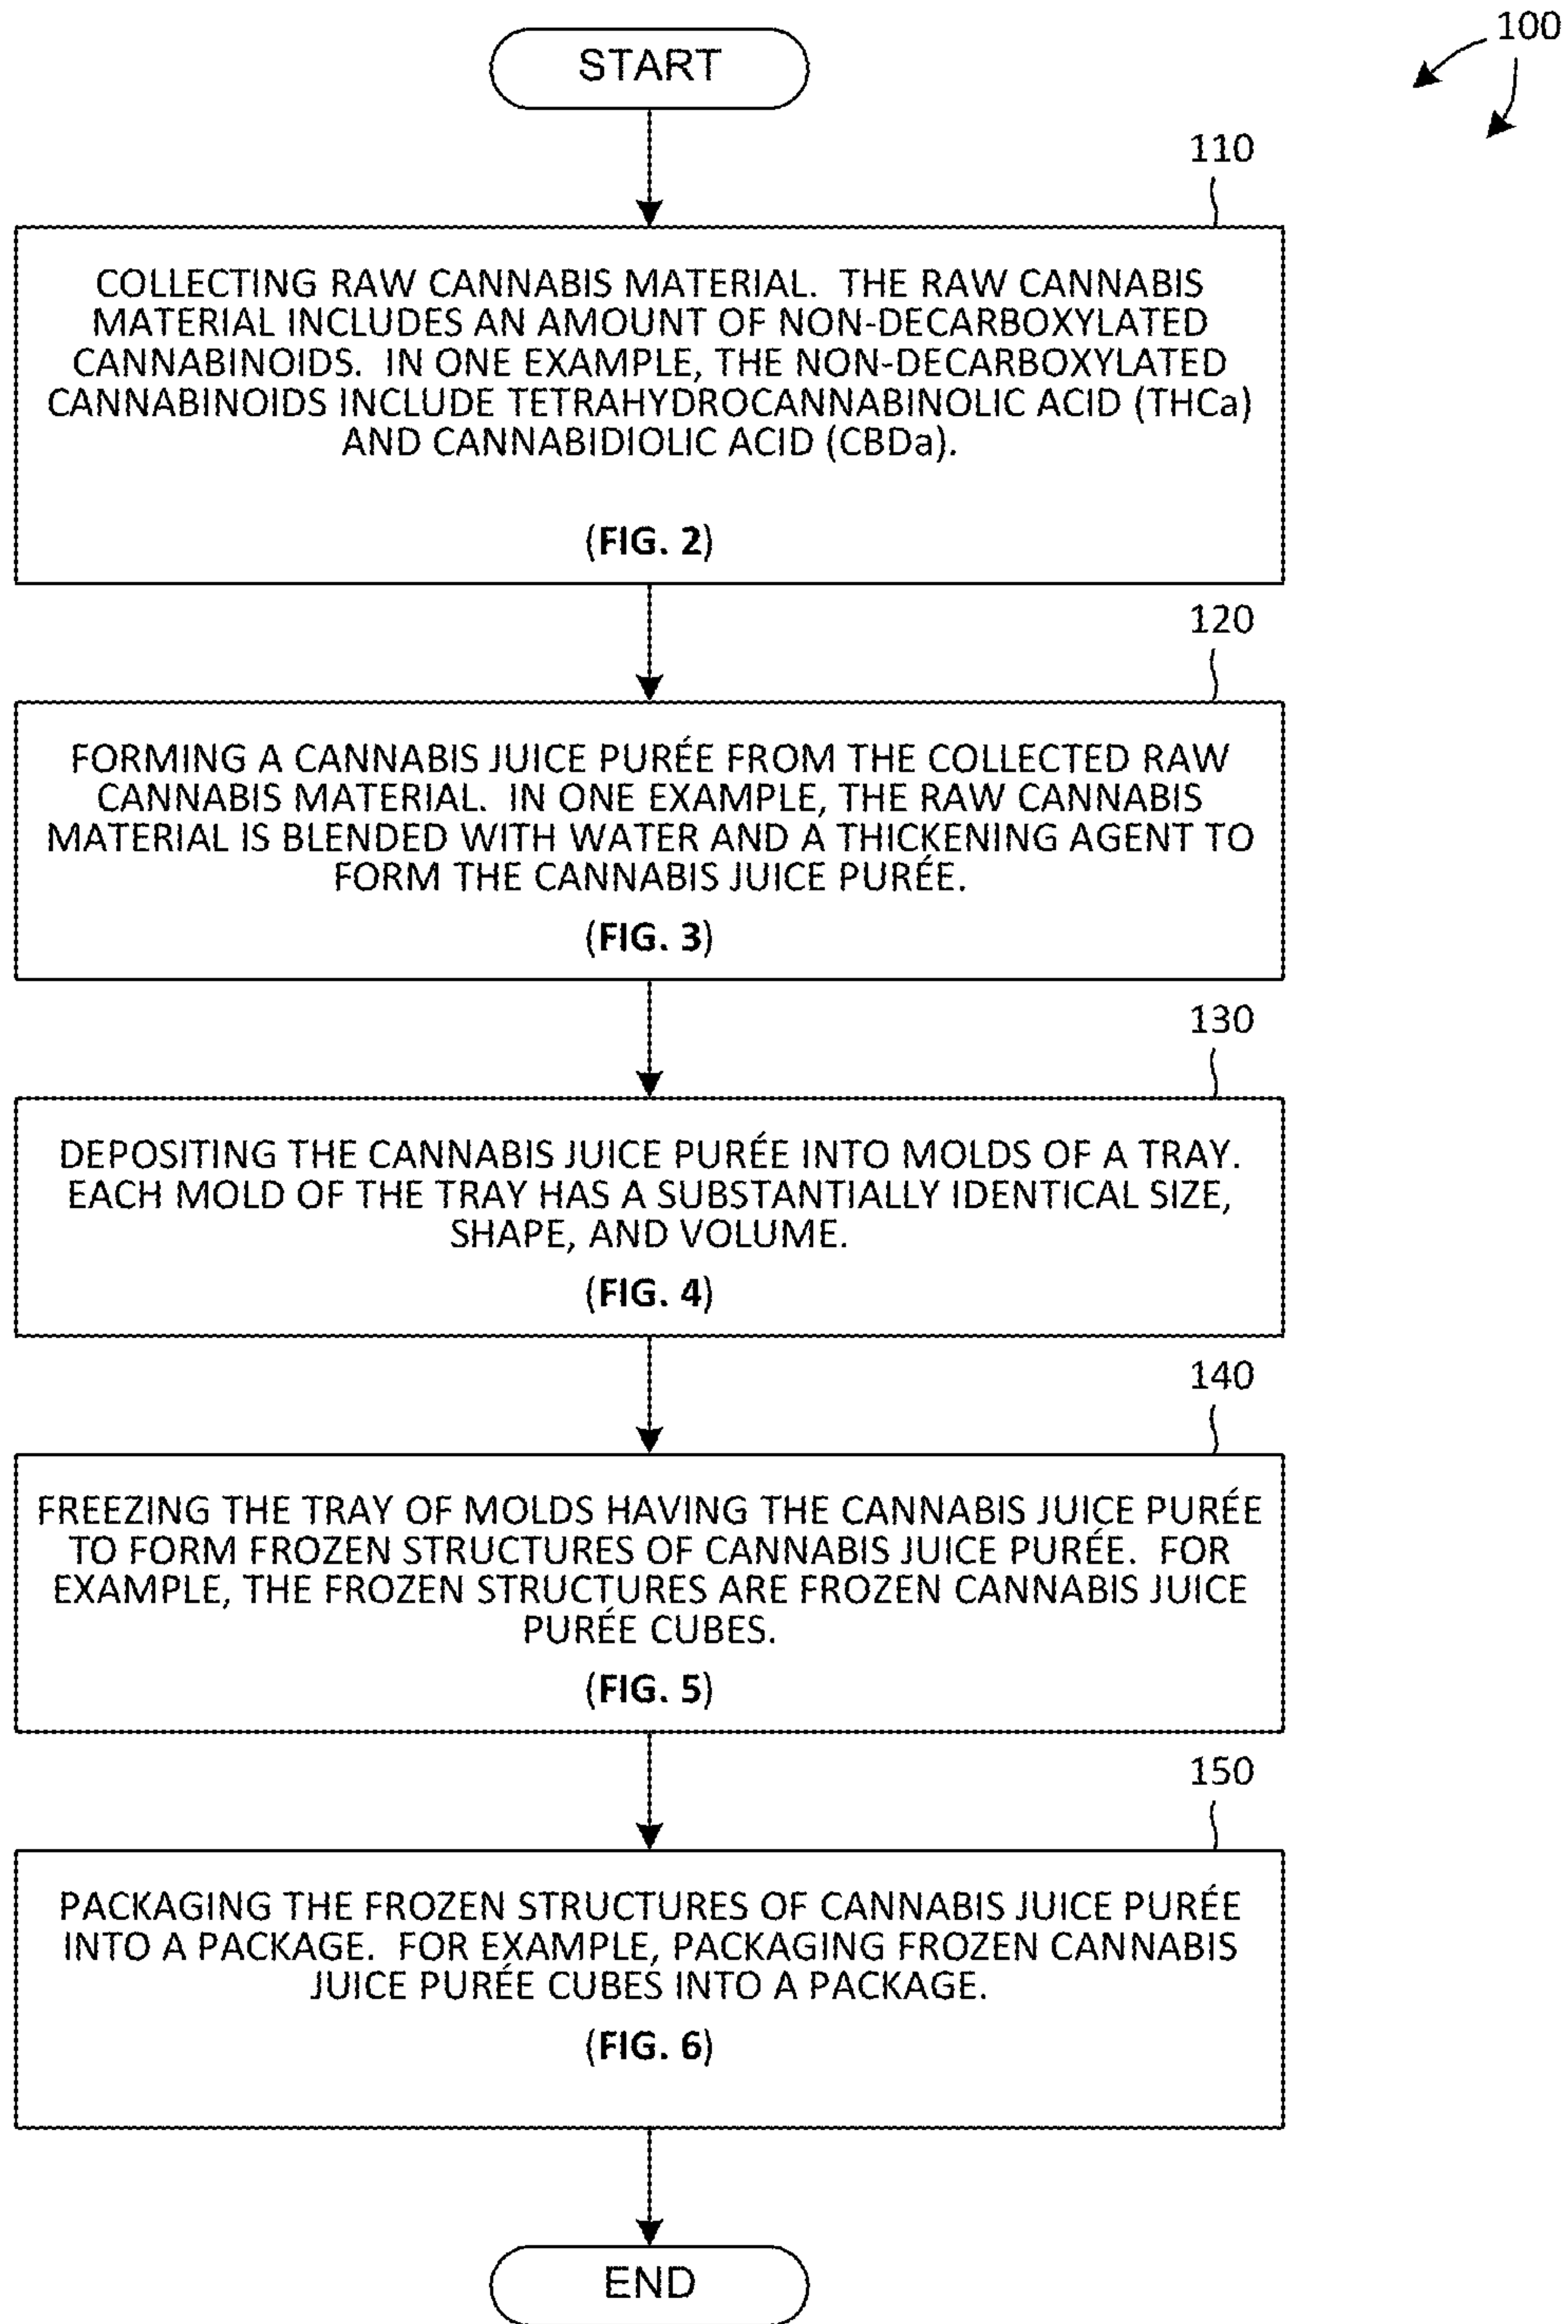 START
100
110
COLLECTING RAW CANNABIS MATERIAL. THE RAW CANNABIS
MATERIAL INCLUDES AN AMOUNT OF NON-DECARBOXYLATED
CANNABINOIDS. IN ONE EXAMPLE, THE NON-DECARBOXYLATED
CANNABINOIDS INCLUDE TETRAHYDROCANNABINOLIC ACID (THCa)
AND CANNABIDIOLIC ACID (CBDa).
(FIG. 2)
120
FORMING A CANNABIS JUICE PURÉE FROM THE COLLECTED RAW
CANNABIS MATERIAL. IN ONE EXAMPLE, THE RAW CANNABIS
MATERIAL IS BLENDED WITH WATER AND A THICKENING AGENT TO
FORM THE CANNABIS JUICE PURÉE.
(FIG. 3)
130
DEPOSITING THE CANNABIS JUICE PURÉE INTO MOLDS OF A TRAY.
EACH MOLD OF THE TRAY HAS A SUBSTANTIALLY IDENTICAL SIZE,
SHAPE, AND VOLUME.
(FIG. 4)
140
FREEZING THE TRAY OF MOLDS HAVING THE CANNABIS JUICE PURÉE
TO FORM FROZEN STRUCTURES OF CANNABIS JUICE PURÉE. FOR
EXAMPLE, THE FROZEN STRUCTURES ARE FROZEN CANNABIS JUICE
PURÉE CUBES.
(FIG. 5)
150
PACKAGING THE FROZEN STRUCTURES OF CANNABIS JUICE PURÉE
INTO A PACKAGE. FOR EXAMPLE, PACKAGING FROZEN CANNABIS
JUICE PURÉE CUBES INTO A PACKAGE.
(FIG. 6)
END